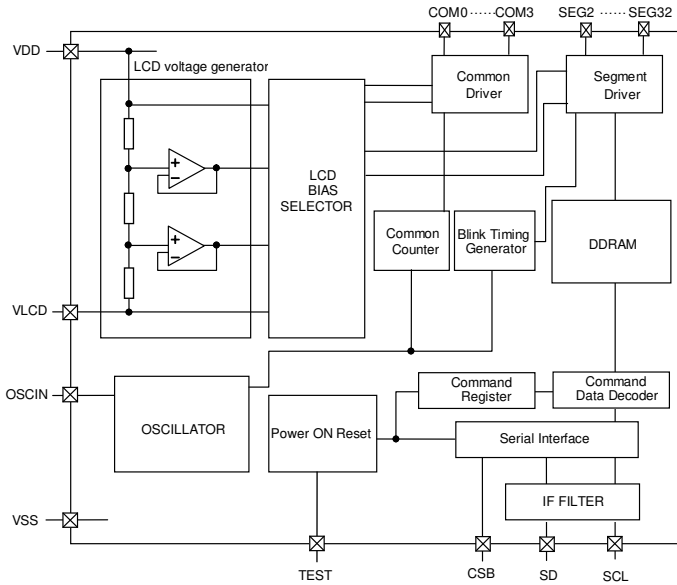 COM0 ······ COM3 SEG2 ······ SEG32
VDD
LCD voltage generator
Common
Driver
Segment
Driver
LCD
BIAS
SELECTOR
+
−
+
−
Common
Counter
Blink Timing
Generator
DDRAM
VLCD
OSCIN
OSCILLATOR
Power ON Reset
Command
Register
Command
Data Decoder
Serial Interface
IF FILTER
VSS
TEST CSB SD SCL